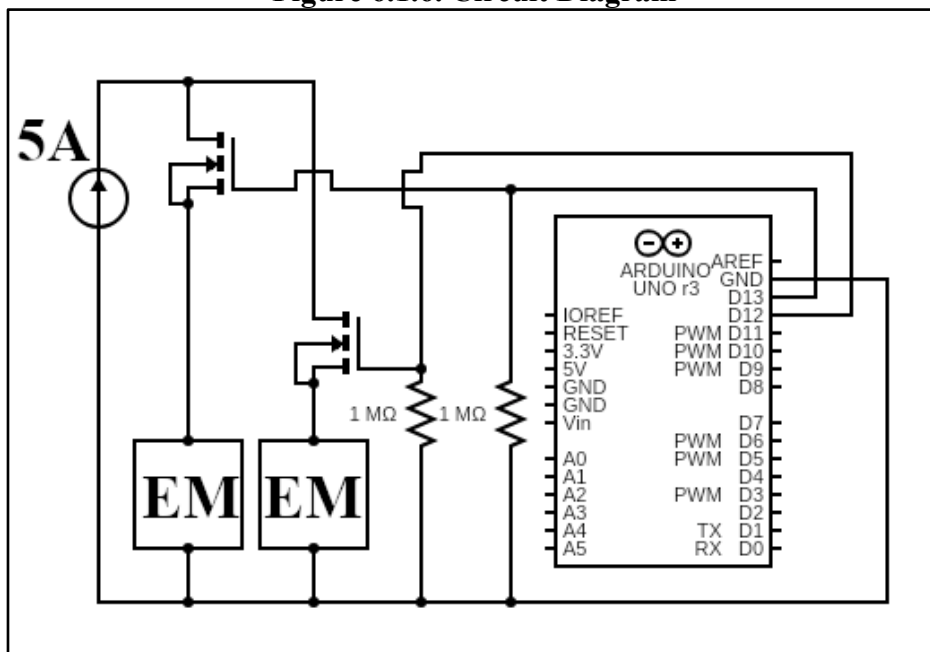 Figure 6.1.6. Circuit Diagram
5A
EM
EM
1 MΩ
1 MΩ
ARDUINO
UNO r3
IOREF
RESET
3.3V
5V
GND
GND
Vin
A0
A1
A2
A3
A4
A5
AREF
GND
D13
D12
PWM D11
PWM D10
PWM D9
D8
D7
PWM D6
PWM D5
D4
PWM D3
D2
TX D1
RX D0